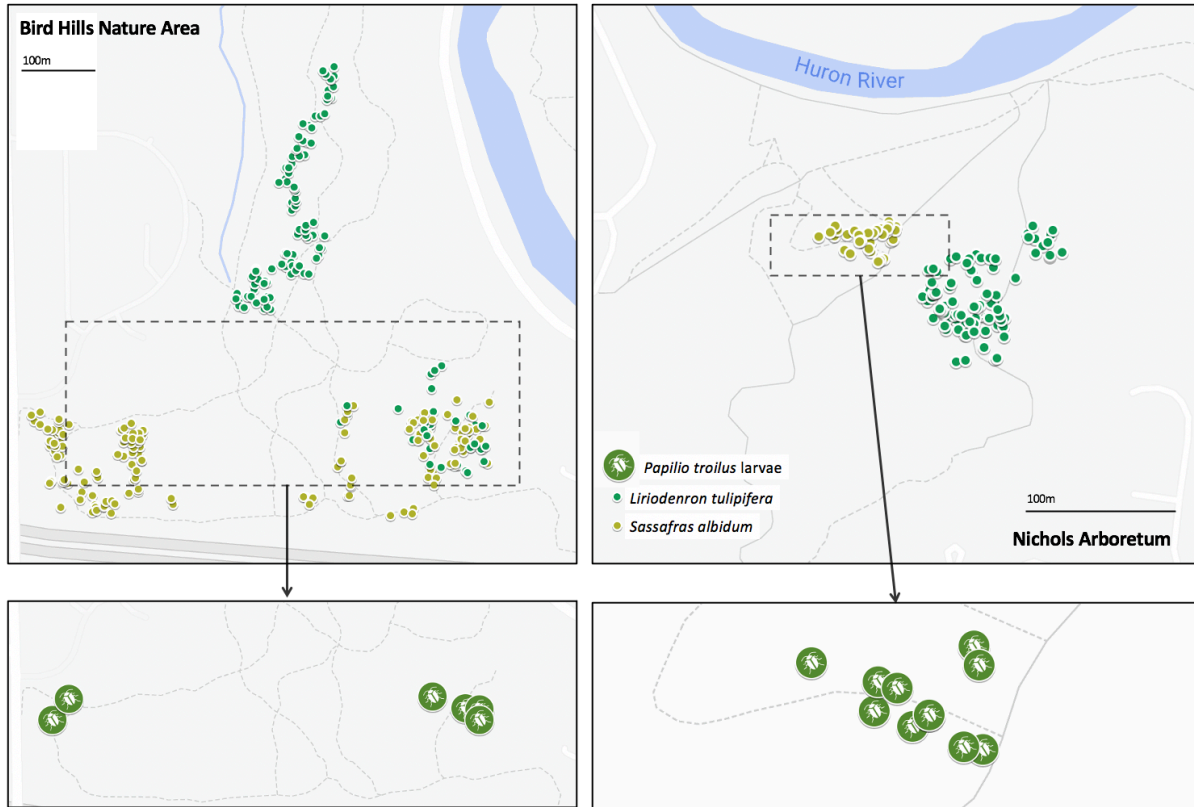 Bird Hills Nature Area
100m
Huron River
Papilio troilus larvae
Liriodenron tulipifera
Sassafras albidum
100m
Nichols Arboretum